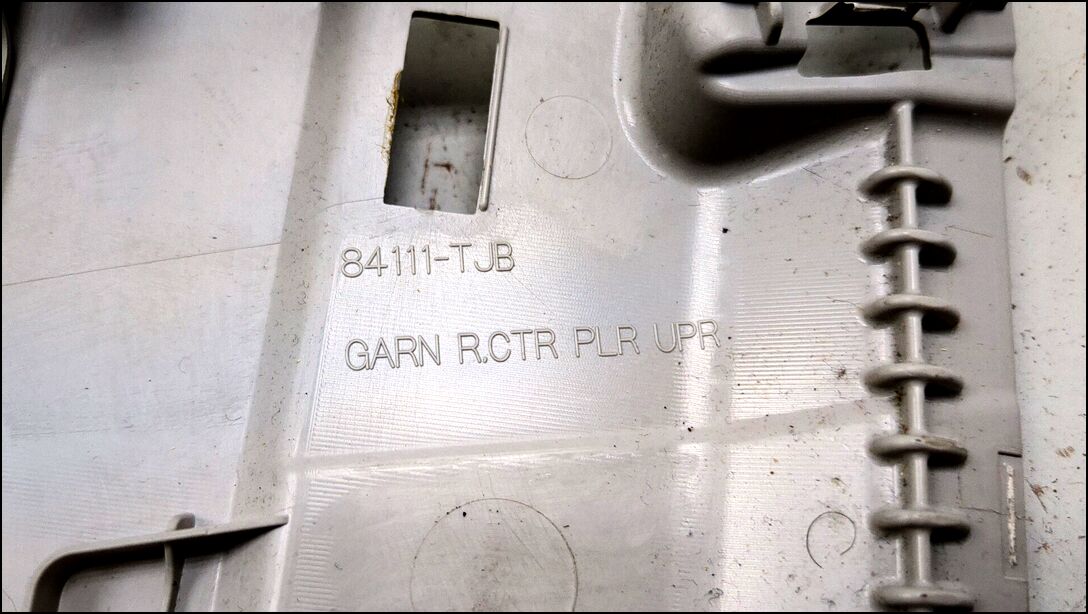 84111-TJB
GARN R.CTR PLR UPR